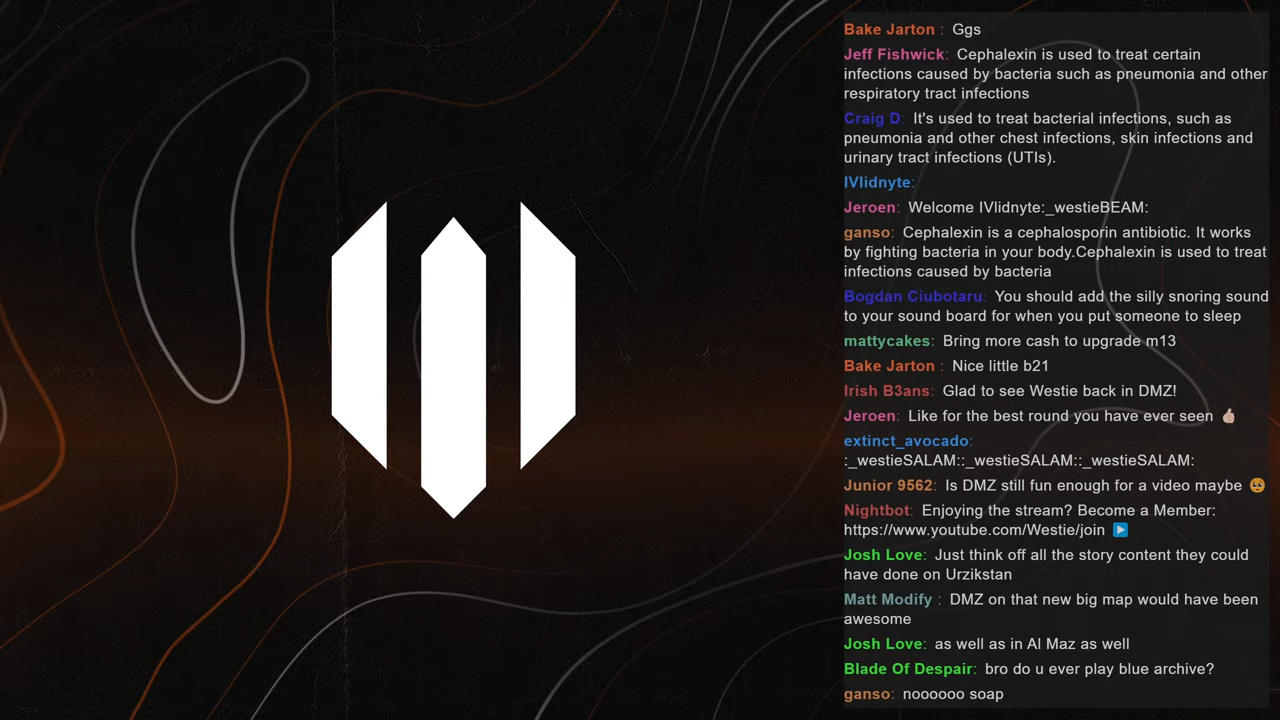 Bake Jarton : Ggs
Jeff Fishwick: Cephalexin is used to treat certain
infections caused by bacteria such as pneumonia and other
respiratory tract infections
Craig D: It's used to treat bacterial infections, such as
pneumonia and other chest infections, skin infections and
urinary tract infections (UTIs).
IVlidnyte:
Jeroen: Welcome IVlidnyte:_westieBEAM:
ganso: Cephalexin is a cephalosporin antibiotic. It works
by fighting bacteria in your body.Cephalexin is used to treat
infections caused by bacteria
Bogdan Ciubotaru: You should add the silly snoring sound
to your sound board for when you put someone to sleep
mattycakes: Bring more cash to upgrade m13
Bake Jarton : Nice little b21
Irish B3ans: Glad to see Westie back in DMZ!
Jeroen: Like for the best round you have ever seen 👍🏻
extinct_avocado:
:_westieSALAM::_westieSALAM::_westieSALAM:
Junior 9562: Is DMZ still fun enough for a video maybe 🥺
Nightbot: Enjoying the stream? Become a Member:
https://www.youtube.com/Westie/join ▶️
Josh Love: Just think off all the story content they could
have done on Urzikstan
Matt Modify : DMZ on that new big map would have been
awesome
Josh Love: as well as in Al Maz as well
Blade Of Despair: bro do u ever play blue archive?
ganso: noooooo soap